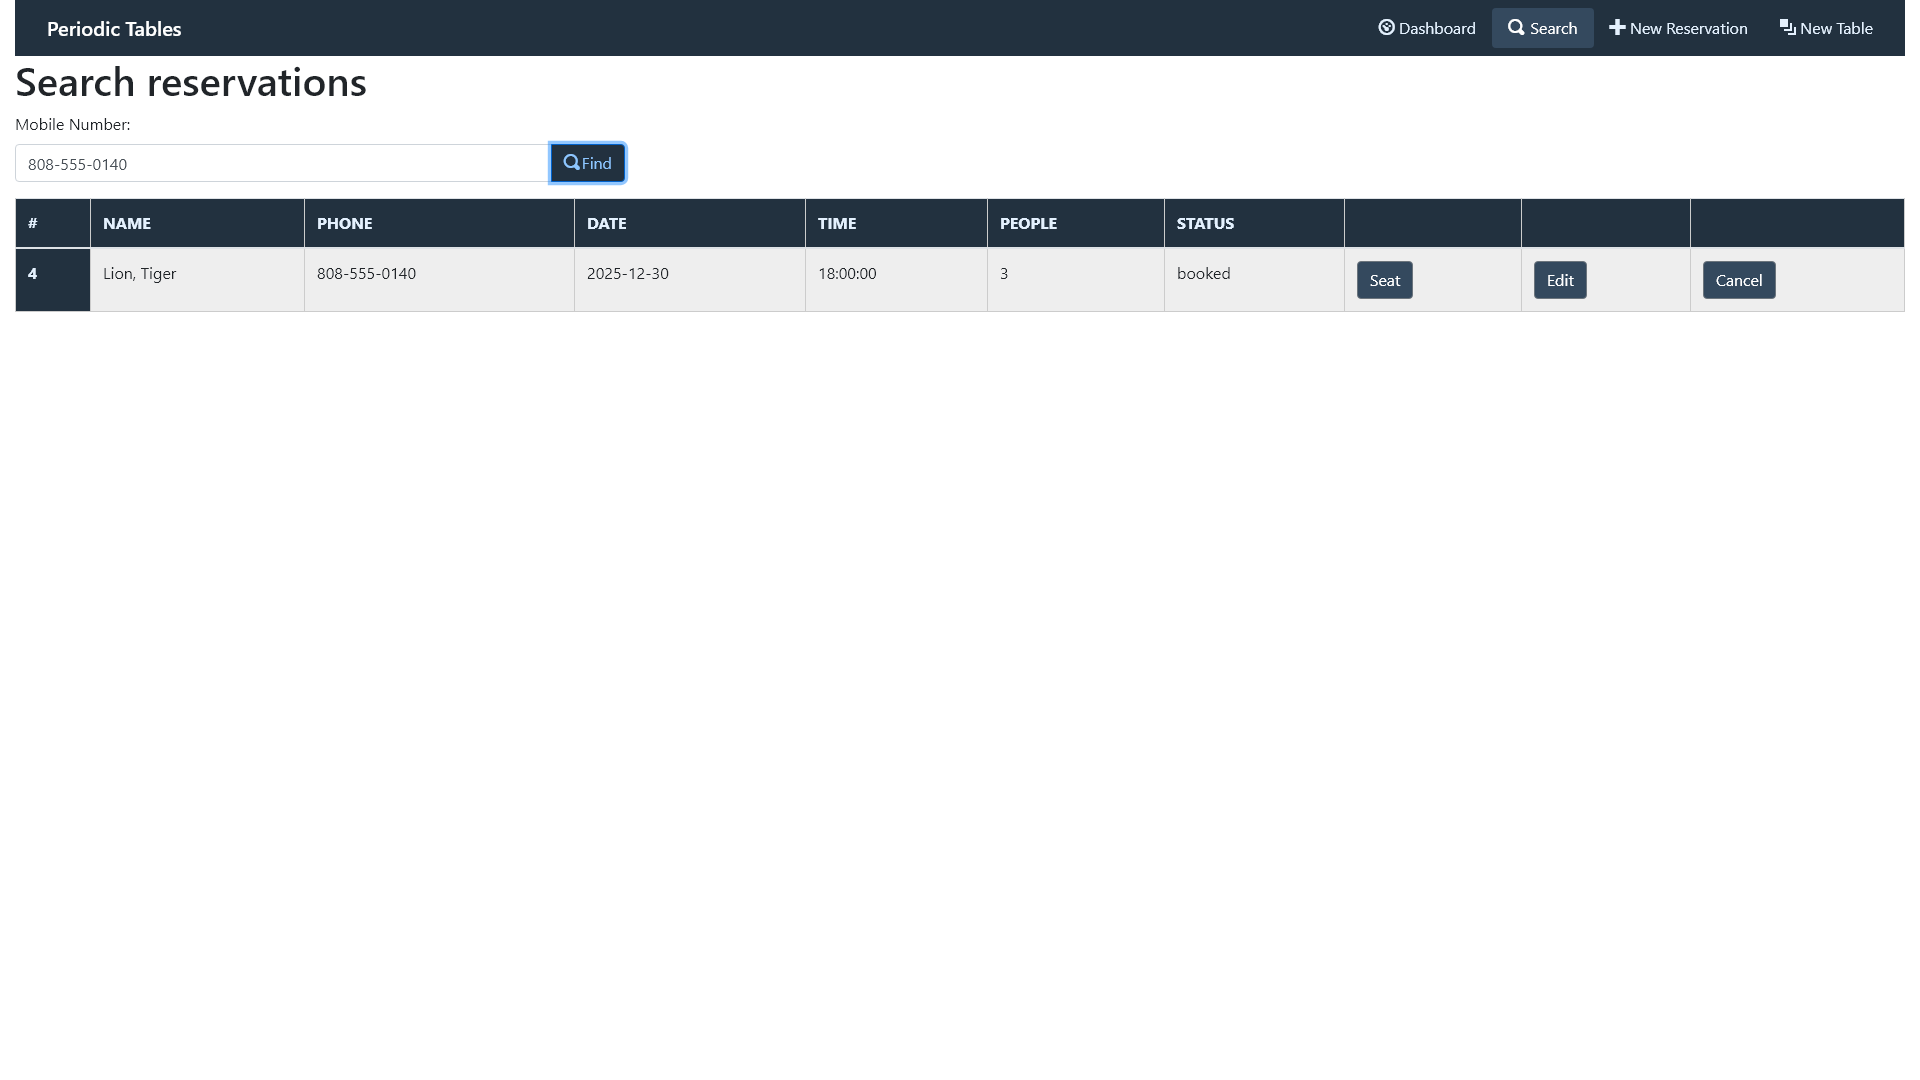 Periodic Tables
Dashboard
Search
New Reservation
New Table
Search reservations
Mobile Number:
808-555-0140
Find
# NAME PHONE DATE TIME PEOPLE STATUS
4 Lion, Tiger 808-555-0140 2025-12-30 18:00:00 3 booked Seat Edit Cancel